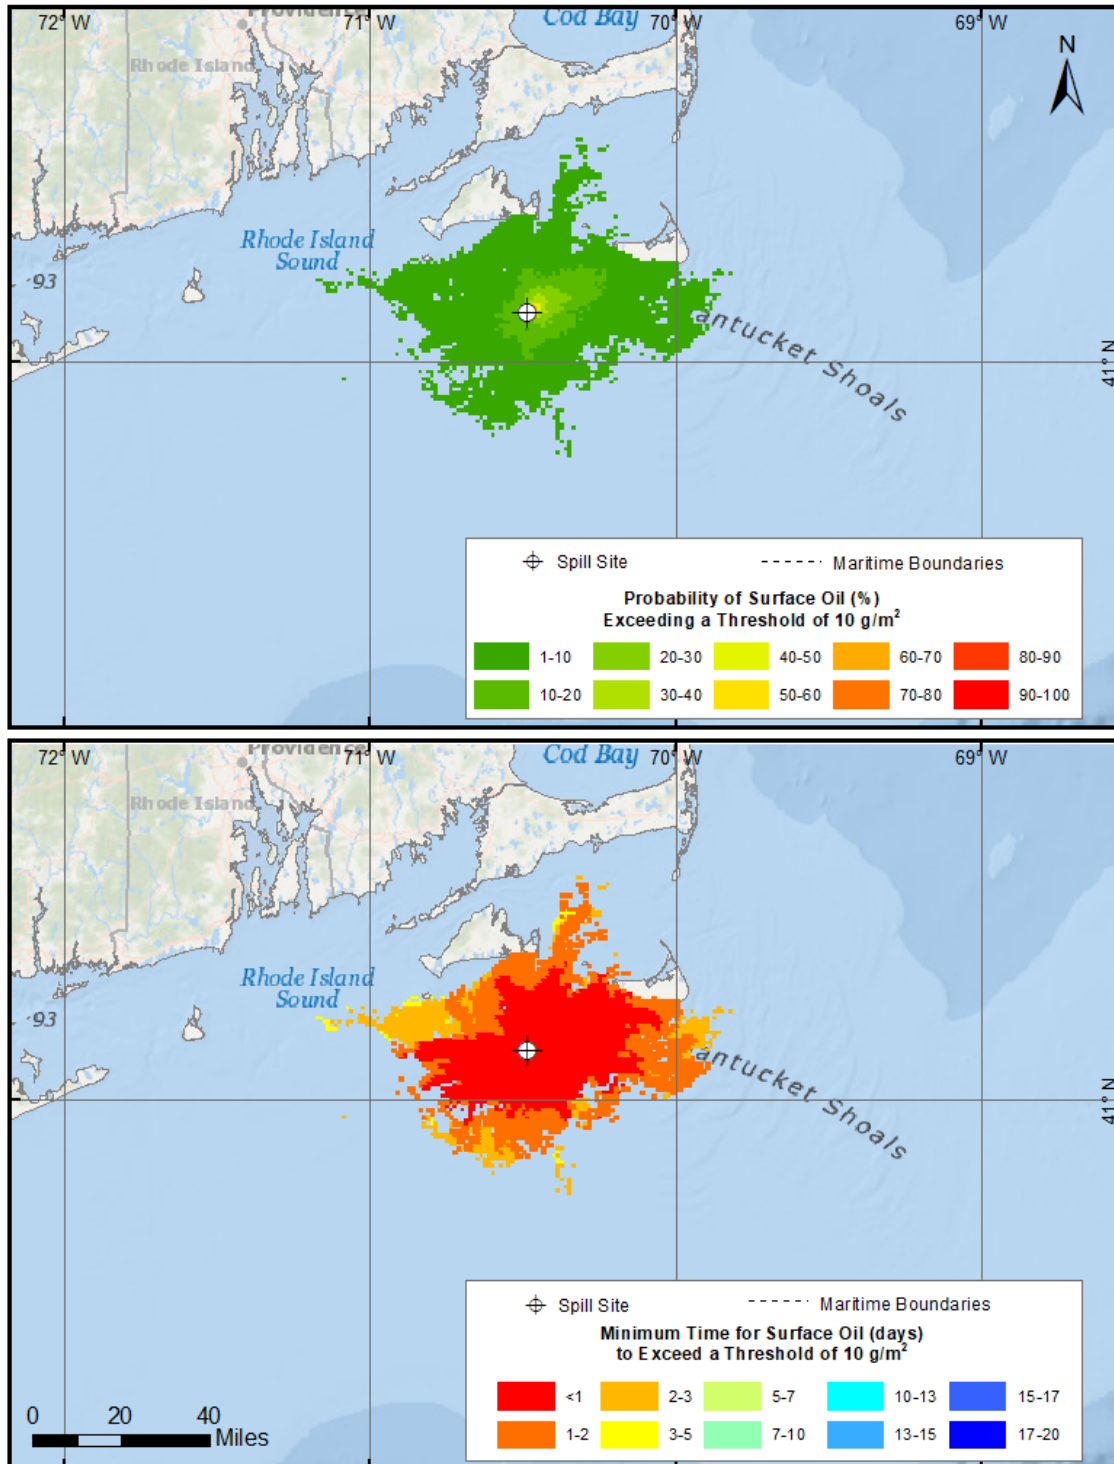 72° W
Providence
71° W
Cod Bay
70° W
69° W
Rhode Island
N
Rhode Island
Sound
-93
antucket Shoals
41° N
Spill Site
Maritime Boundaries
Probability of Surface Oil (%)
Exceeding a Threshold of 10 g/m²
1-10
20-30
40-50
60-70
80-90
10-20
30-40
50-60
70-80
90-100
72° W
Providence
71° W
Cod Bay
70° W
69° W
Rhode Island
Rhode Island
Sound
-93
antucket Shoals
41° N
Spill Site
Maritime Boundaries
Minimum Time for Surface Oil (days)
to Exceed a Threshold of 10 g/m²
<1
2-3
5-7
10-13
15-17
1-2
3-5
7-10
13-15
17-20
0 20 40
Miles